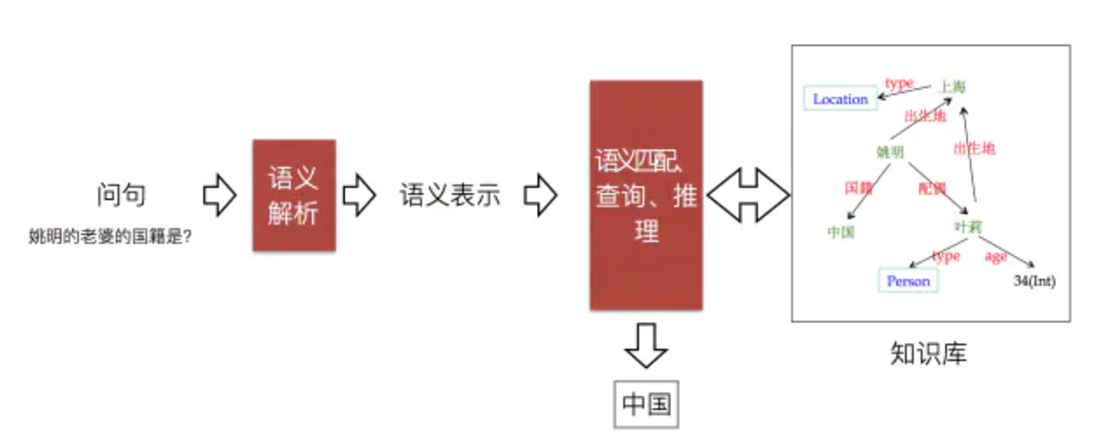 问句
姚明的老婆的国籍是?
语义
解析
语义表示
语义匹配、
查询、推
理
中国
type
上海
Location
出生地
姚明
出生地
国籍
配偶
中国
叶莉
type
age
Person
34(Int)
知识库